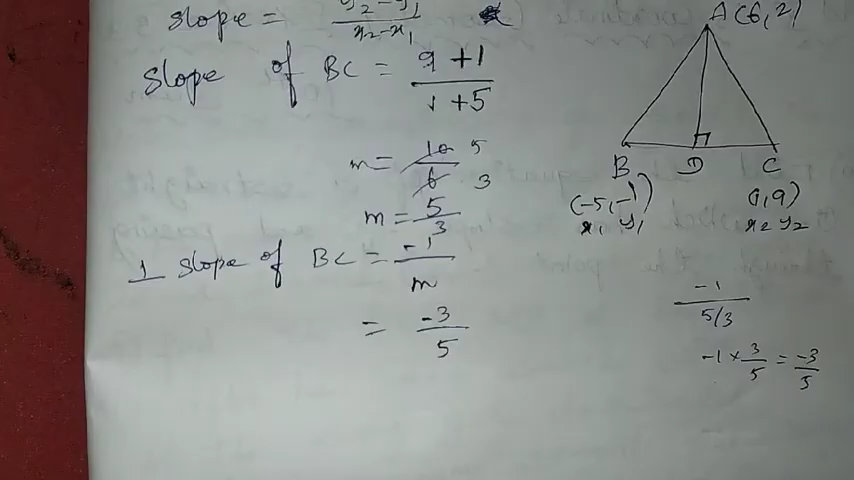 slope = y₂-y₁ / x₂-x₁
slope of BC = 9+1 / 1+5
m = 10 5 / 6 3
m = 5/3
⊥ slope of BC = -1 / m
= -3/5
A(6,2)
B D C
(-5,-1) (1,9)
x₁ y₁ x₂ y₂
-1 / 5/3
-1 × 3/5 = -3/5